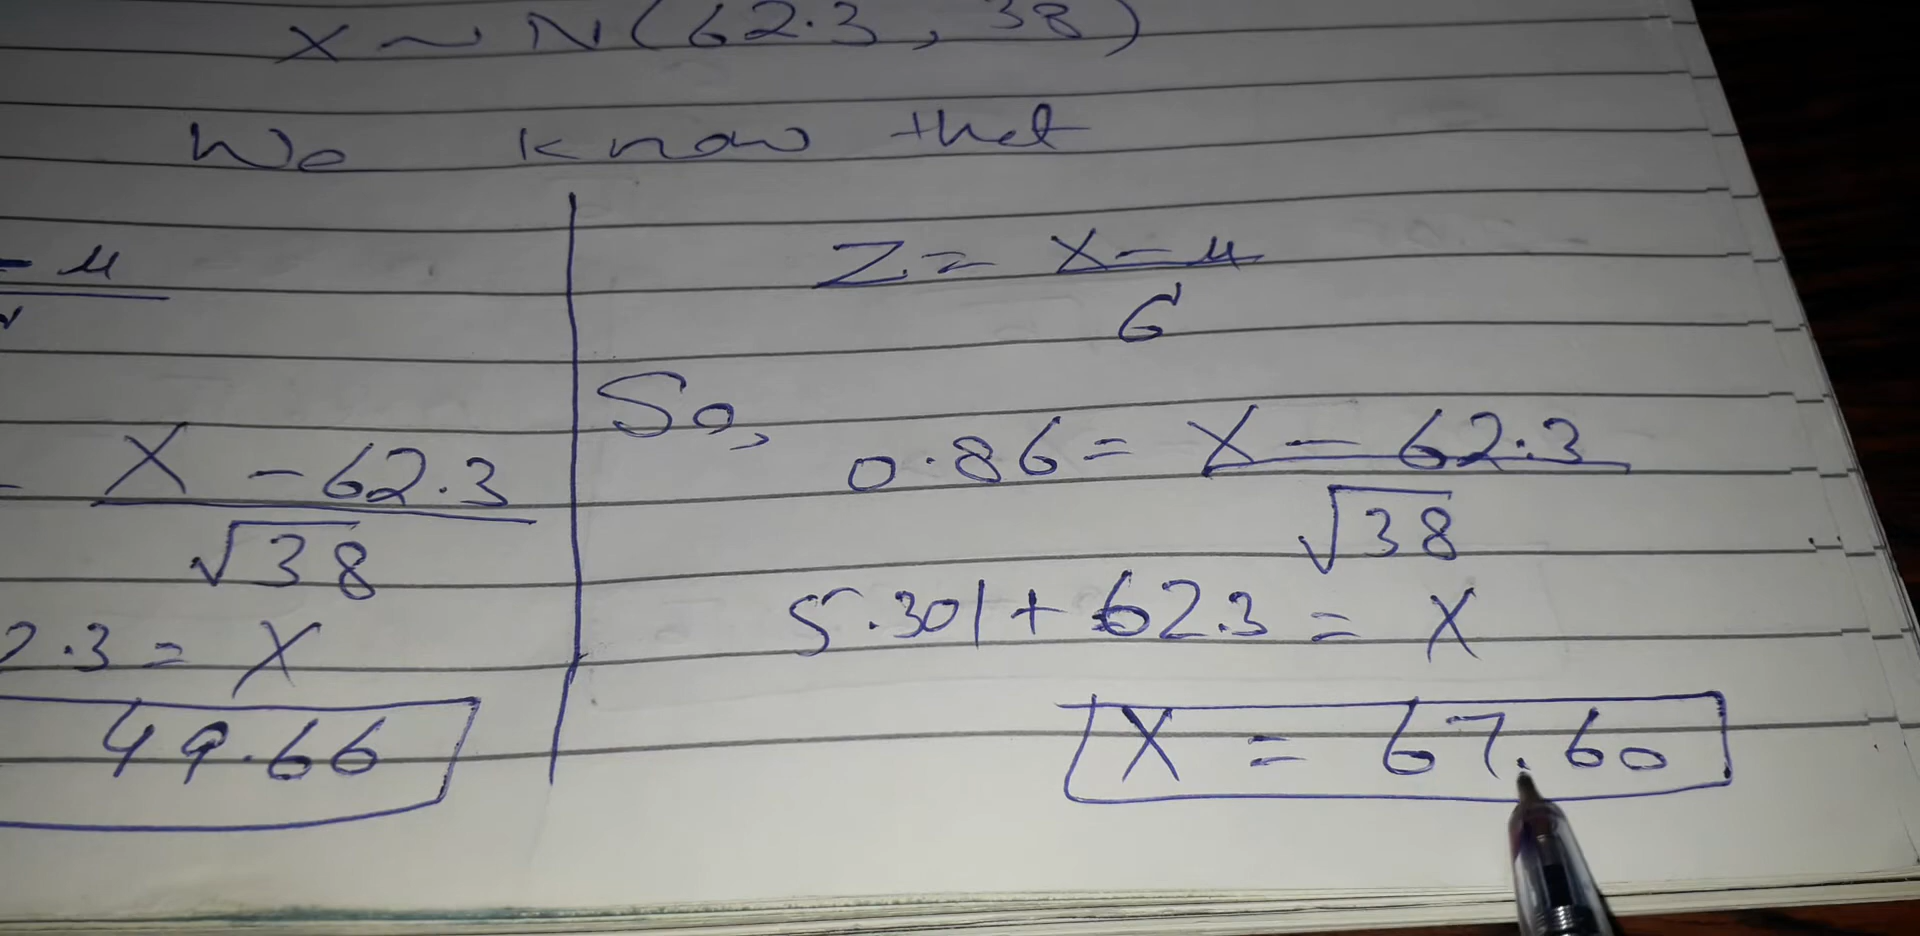 X ~ N(62.3, 38)
We know that
- μ
X - 62.3
√38
2.3 = X
49.66
Z = X - μ
σ
So,
0.86 = X - 62.3
√38
5.301 + 62.3 = X
X = 67.60